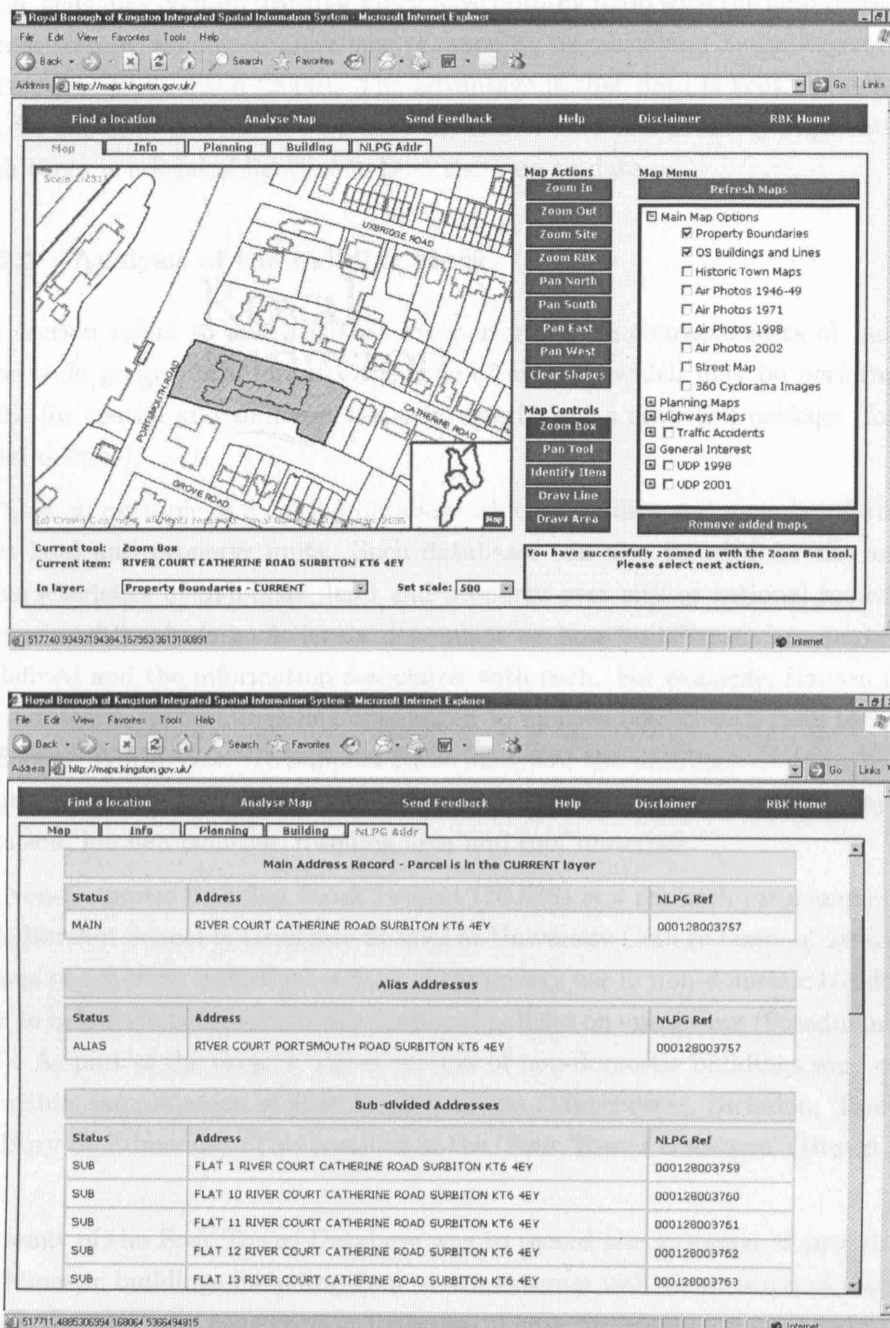 Royal Borough of Kingston Integrated Spatial Information System - Microsoft Internet Explorer
File Edit View Favorites Tools Help
Back Search Favorites
Address http://maps.kingston.gov.uk/ Go Links
Find a location Analyse Map Send Feedback Help Disclaimer RBK Home
Map Info Planning Building NLPG Addr
Map Actions
Zoom In
Zoom Out
Zoom Site
Zoom RBK
Pan North
Pan South
Pan East
Pan West
Clear Shapes
Map Controls
Zoom Box
Pan Tool
Identify Item
Draw Line
Draw Area
Map Menu
Refresh Maps
Main Map Options
Property Boundaries
OS Buildings and Lines
Historic Town Maps
Air Photos 1946-49
Air Photos 1971
Air Photos 1998
Air Photos 2002
Street Map
360 Cyclorama Images
Planning Maps
Highways Maps
Traffic Accidents
General Interest
UDP 1998
UDP 2001
Remove added maps
UXBRIDGE ROAD
PORTSMOUTH ROAD
CATHERINE ROAD
GROVE ROAD
Map
Current tool: Zoom Box
Current item: RIVER COURT CATHERINE ROAD SURBITON KT6 4EY
In layer: Property Boundaries - CURRENT Set scale: 500
You have successfully zoomed in with the Zoom Box tool.
Please select next action.
Internet
Royal Borough of Kingston Integrated Spatial Information System - Microsoft Internet Explorer
File Edit View Favorites Tools Help
Back Search Favorites
Address http://maps.kingston.gov.uk/ Go Links
Find a location Analyse Map Send Feedback Help Disclaimer RBK Home
Map Info Planning Building NLPG Addr
Main Address Record - Parcel is in the CURRENT layer
Status Address NLPG Ref
MAIN RIVER COURT CATHERINE ROAD SURBITON KT6 4EY 000128003757
Alias Addresses
Status Address NLPG Ref
ALIAS RIVER COURT PORTSMOUTH ROAD SURBITON KT6 4EY 000128003757
Sub-divided Addresses
Status Address NLPG Ref
SUB FLAT 1 RIVER COURT CATHERINE ROAD SURBITON KT6 4EY 000128003759
SUB FLAT 10 RIVER COURT CATHERINE ROAD SURBITON KT6 4EY 000128003760
SUB FLAT 11 RIVER COURT CATHERINE ROAD SURBITON KT6 4EY 000128003761
SUB FLAT 12 RIVER COURT CATHERINE ROAD SURBITON KT6 4EY 000128003762
SUB FLAT 13 RIVER COURT CATHERINE ROAD SURBITON KT6 4EY 000128003763
Internet